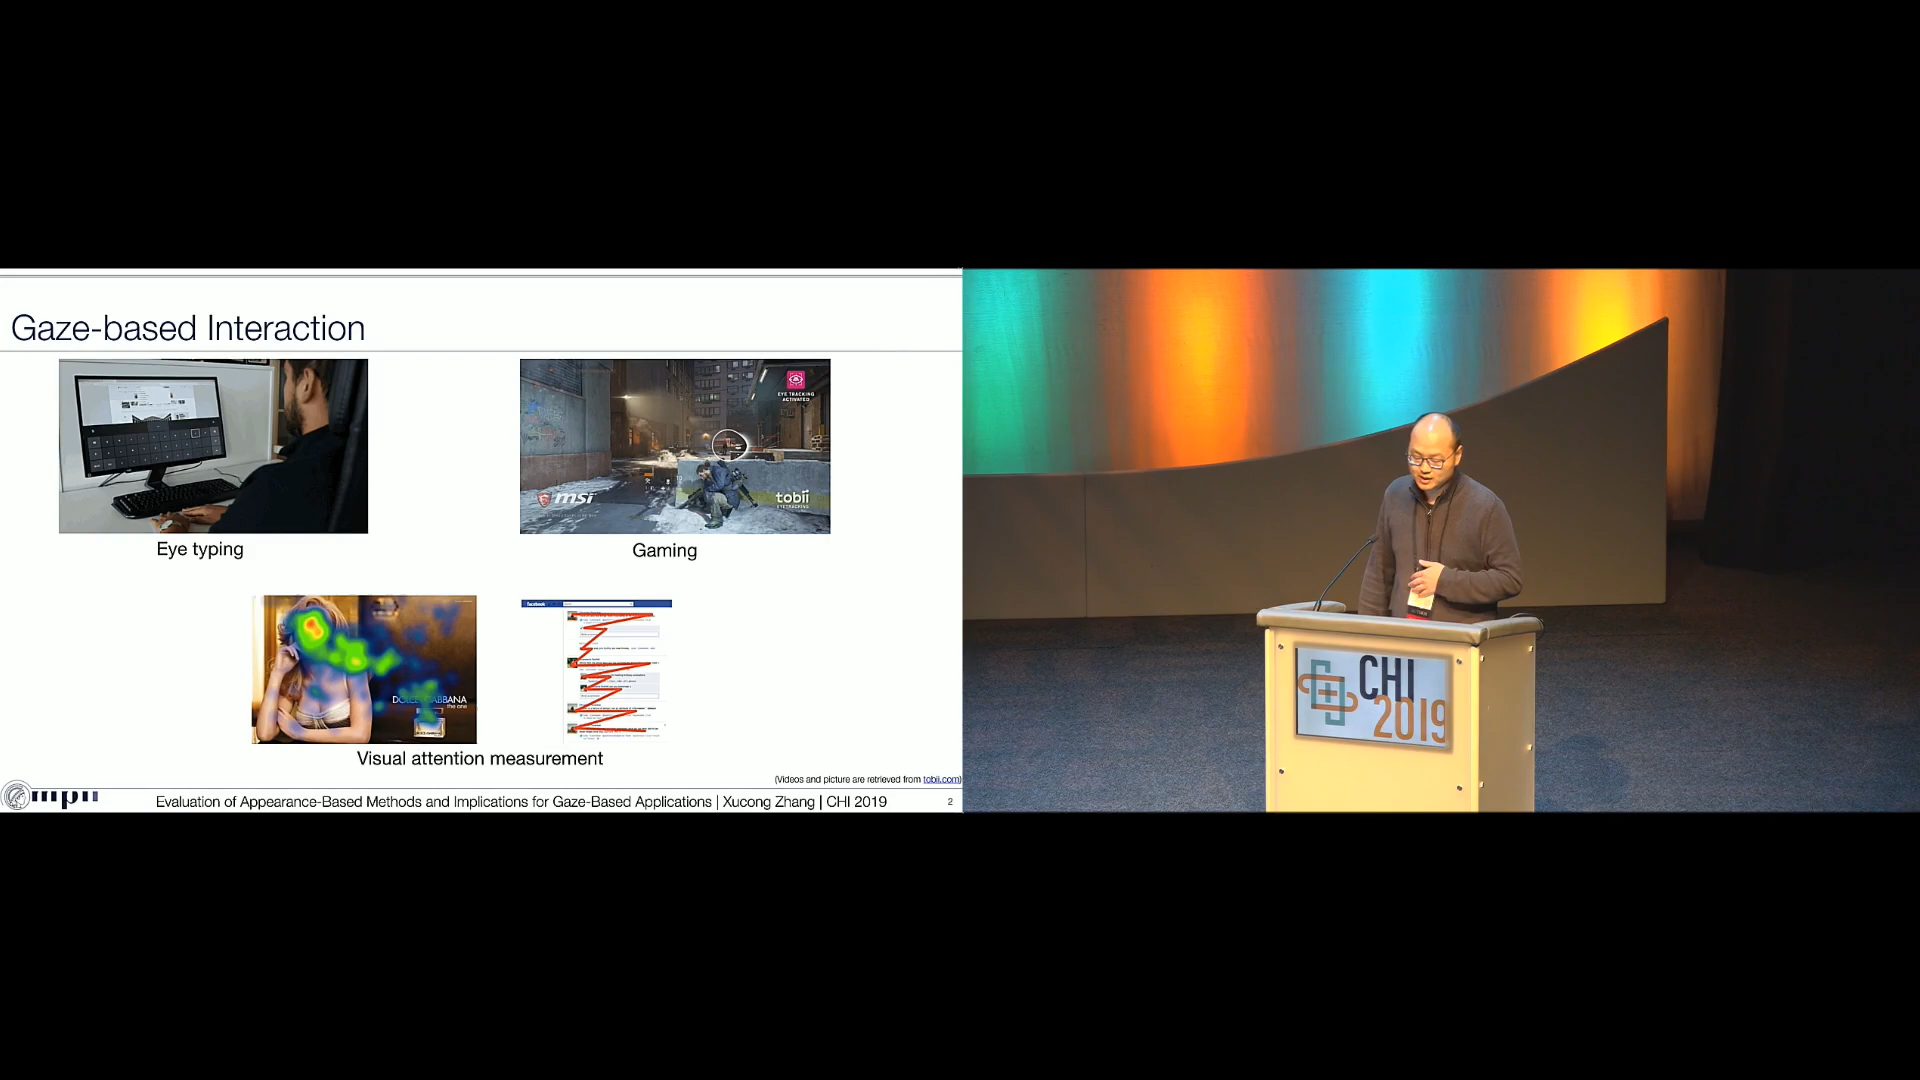 Gaze-based Interaction
EYE TRACKING
ACTIVATED
msi
tobii
EYETRACKING
Eye typing
Gaming
facebook
DOLCE&GABBANA
the one
Visual attention measurement
(Videos and picture are retrieved from tobii.com)
mpii
Evaluation of Appearance-Based Methods and Implications for Gaze-Based Applications | Xucong Zhang | CHI 2019
2
CHI
2019